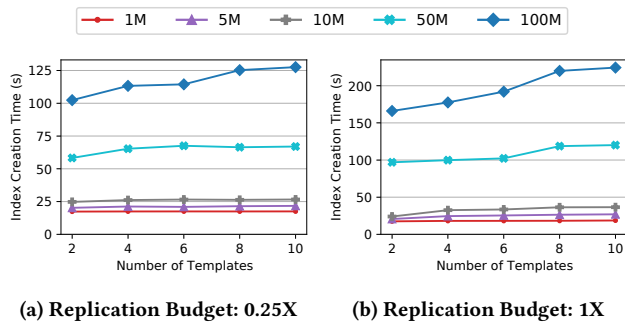 1M 5M 10M 50M 100M
Index Creation Time (s)
125
100
75
50
25
0
2 4 6 8 10
Number of Templates
(a) Replication Budget: 0.25X
Index Creation Time (s)
200
150
100
50
0
2 4 6 8 10
Number of Templates
(b) Replication Budget: 1X